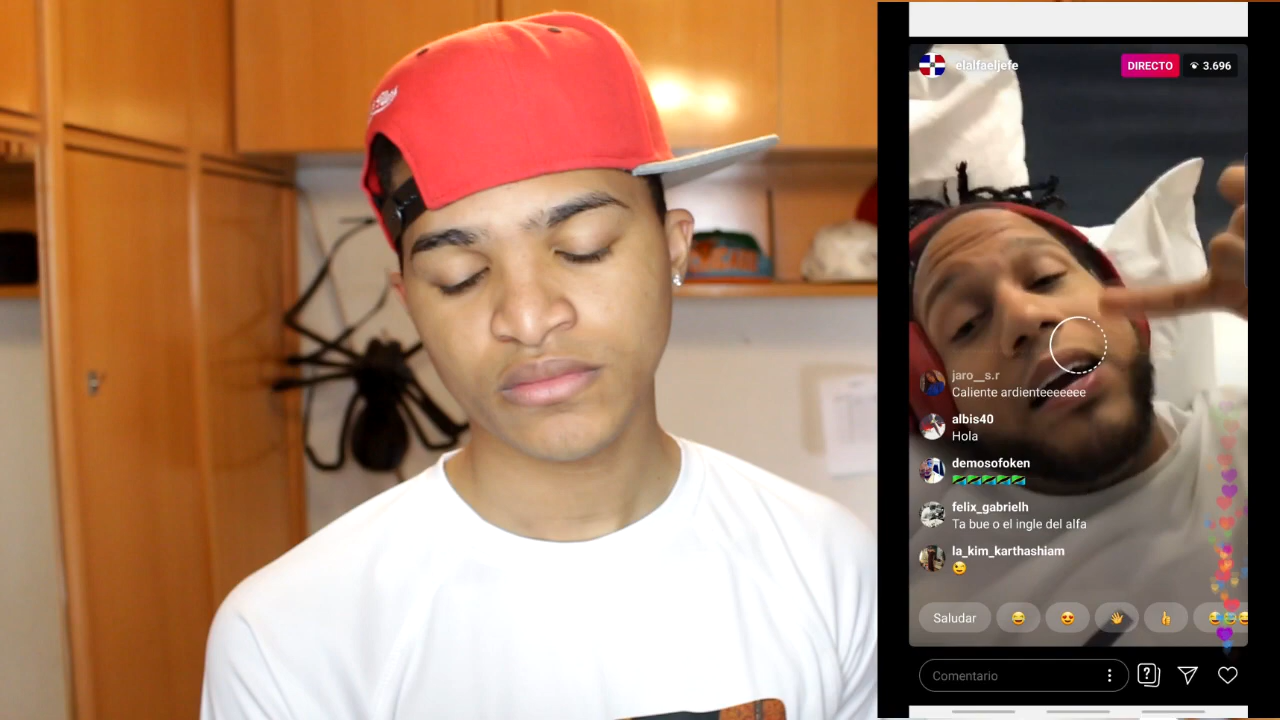 elalfaeljefe
DIRECTO
3.696
jaro__s.r
Caliente ardienteeeeeee
albis40
Hola
demosofoken
felix_gabrielh
Ta bue o el ingle del alfa
la_kim_karthashiam
Saludar
Comentario